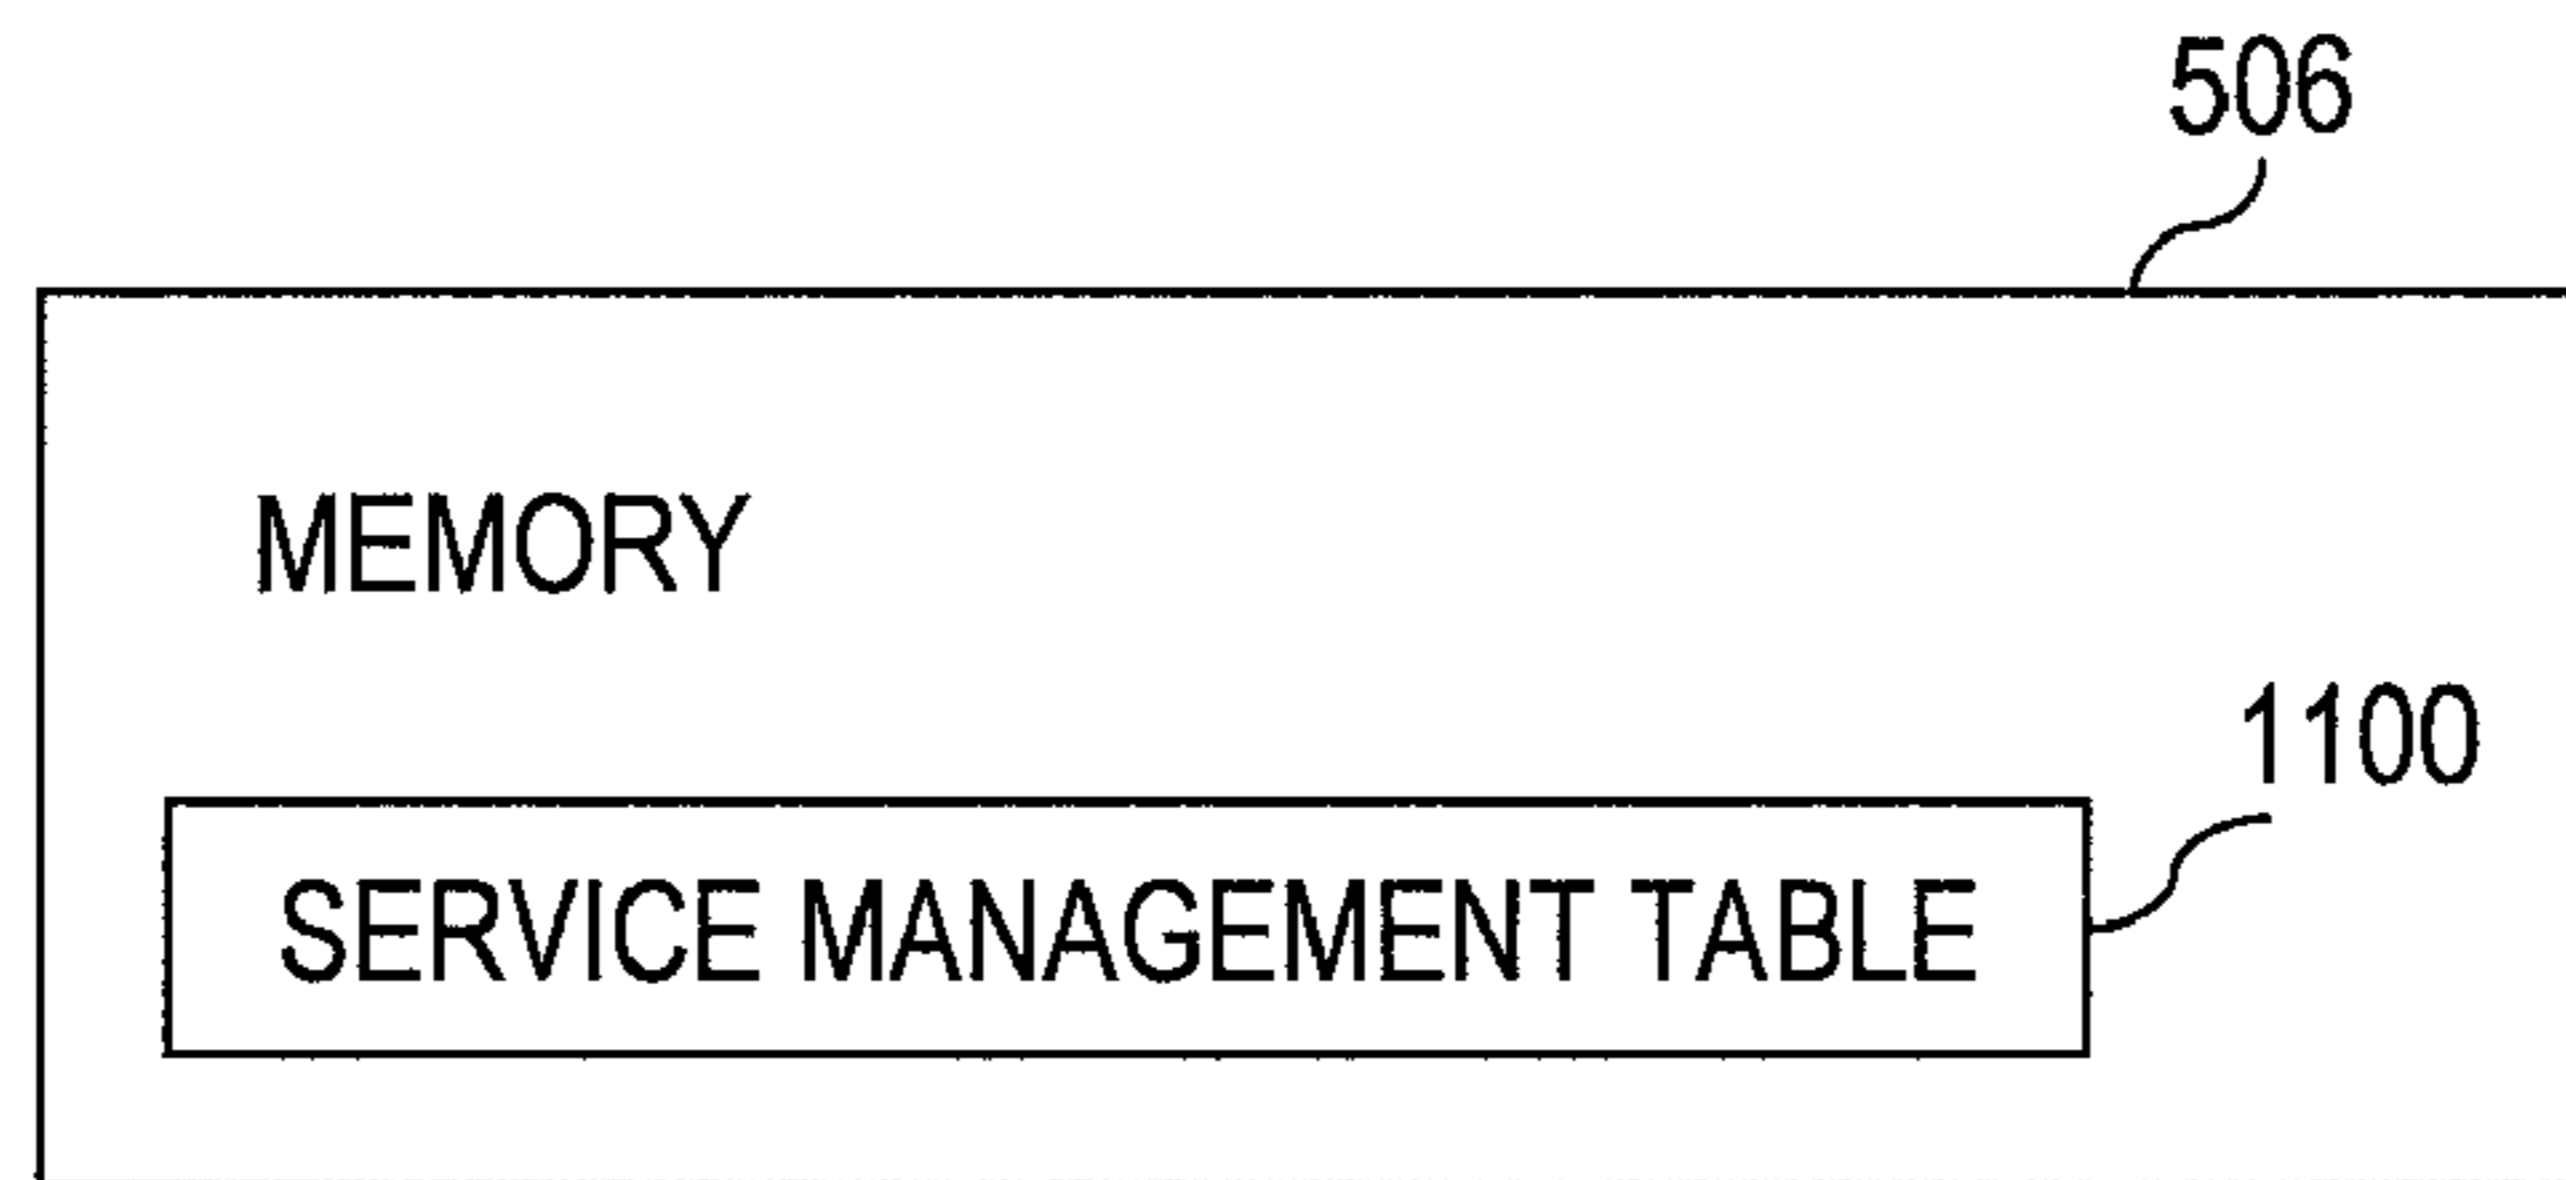 506
MEMORY
1100
SERVICE MANAGEMENT TABLE